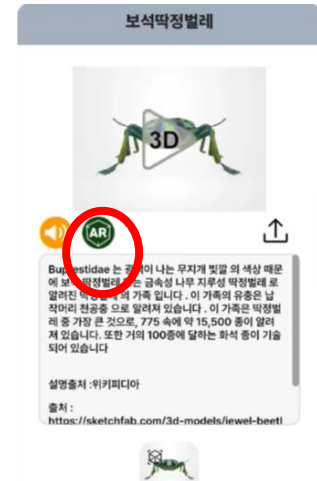 보석딱정벌레
3D
AR
Buprestidae 는 광택이 나는 무지개 빛깔 의 색상 때문
에 보석 딱정벌레 또는 금속성 나무 지루성 딱정벌레 로
알려진 딱정벌레 의 가족 입니다 . 이 가족의 유충은 납
작머리 천공충 으로 알려져 있습니다 . 이 가족은 딱정벌
레 중 가장 큰 것으로, 775 속에 약 15,500 종이 알려
져 있습니다. 또한 거의 100종에 달하는 화석 종이 기술
되어 있습니다
설명출처 :위키피디아
출처 :
https://sketchfab.com/3d-models/jewel-beetl